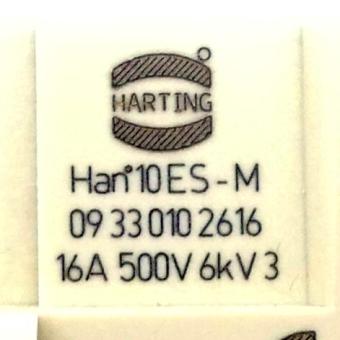 HARTING
Han®10 ES - M
09 33 010 2616
16A 500V 6kV 3